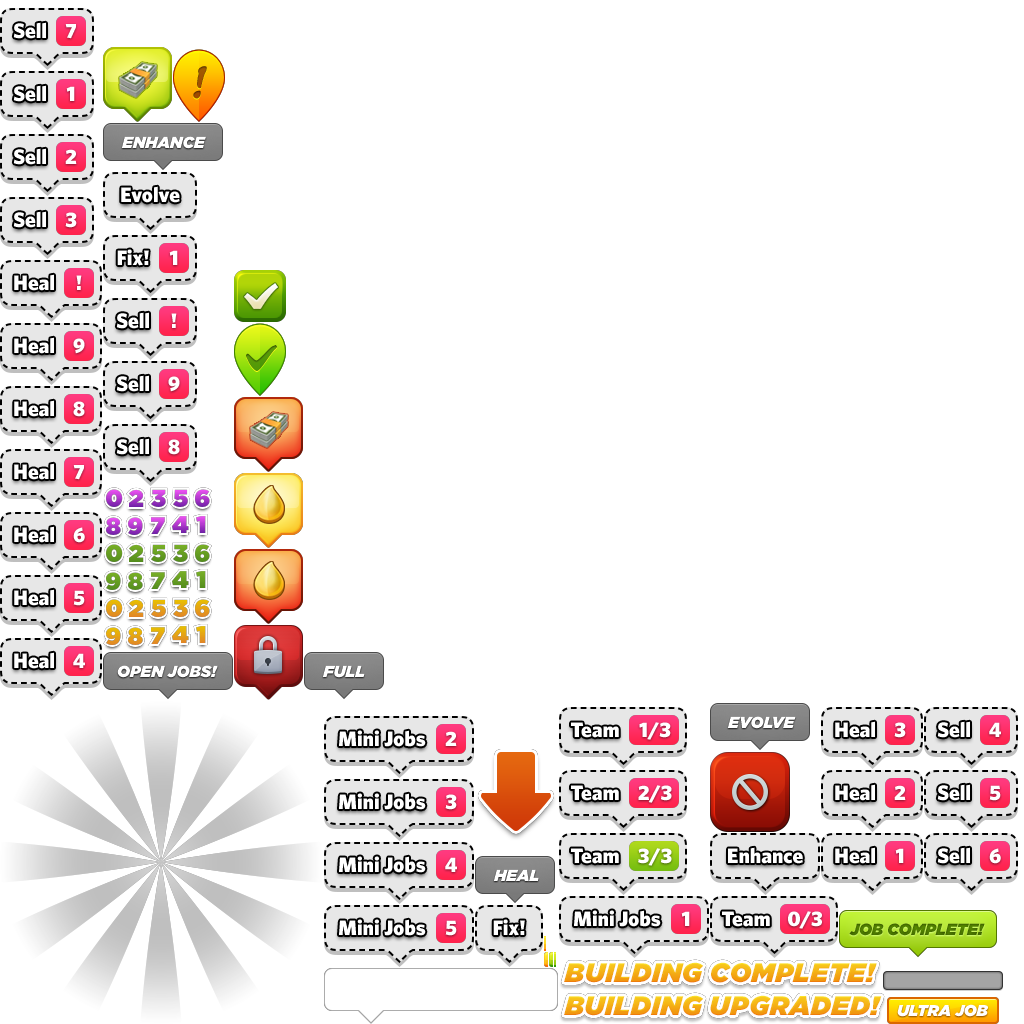 Sell 7
Sell 1
Sell 2
Sell 3
Heal !
Heal 9
Heal 8
Heal 7
Heal 6
Heal 5
Heal 4
!
ENHANCE
Evolve
Fix! 1
Sell !
Sell 9
Sell 8
0 2 3 5 6
8 9 7 4 1
0 2 5 3 6
9 8 7 4 1
0 2 5 3 6
9 8 7 4 1
OPEN JOBS!
FULL
Mini Jobs 2
Mini Jobs 3
Mini Jobs 4
Mini Jobs 5
HEAL
Fix!
Team 1/3
Team 2/3
Team 3/3
Mini Jobs 1
EVOLVE
Enhance
Team 0/3
Heal 3
Heal 2
Heal 1
Sell 4
Sell 5
Sell 6
JOB COMPLETE!
BUILDING COMPLETE!
BUILDING UPGRADED!
ULTRA JOB